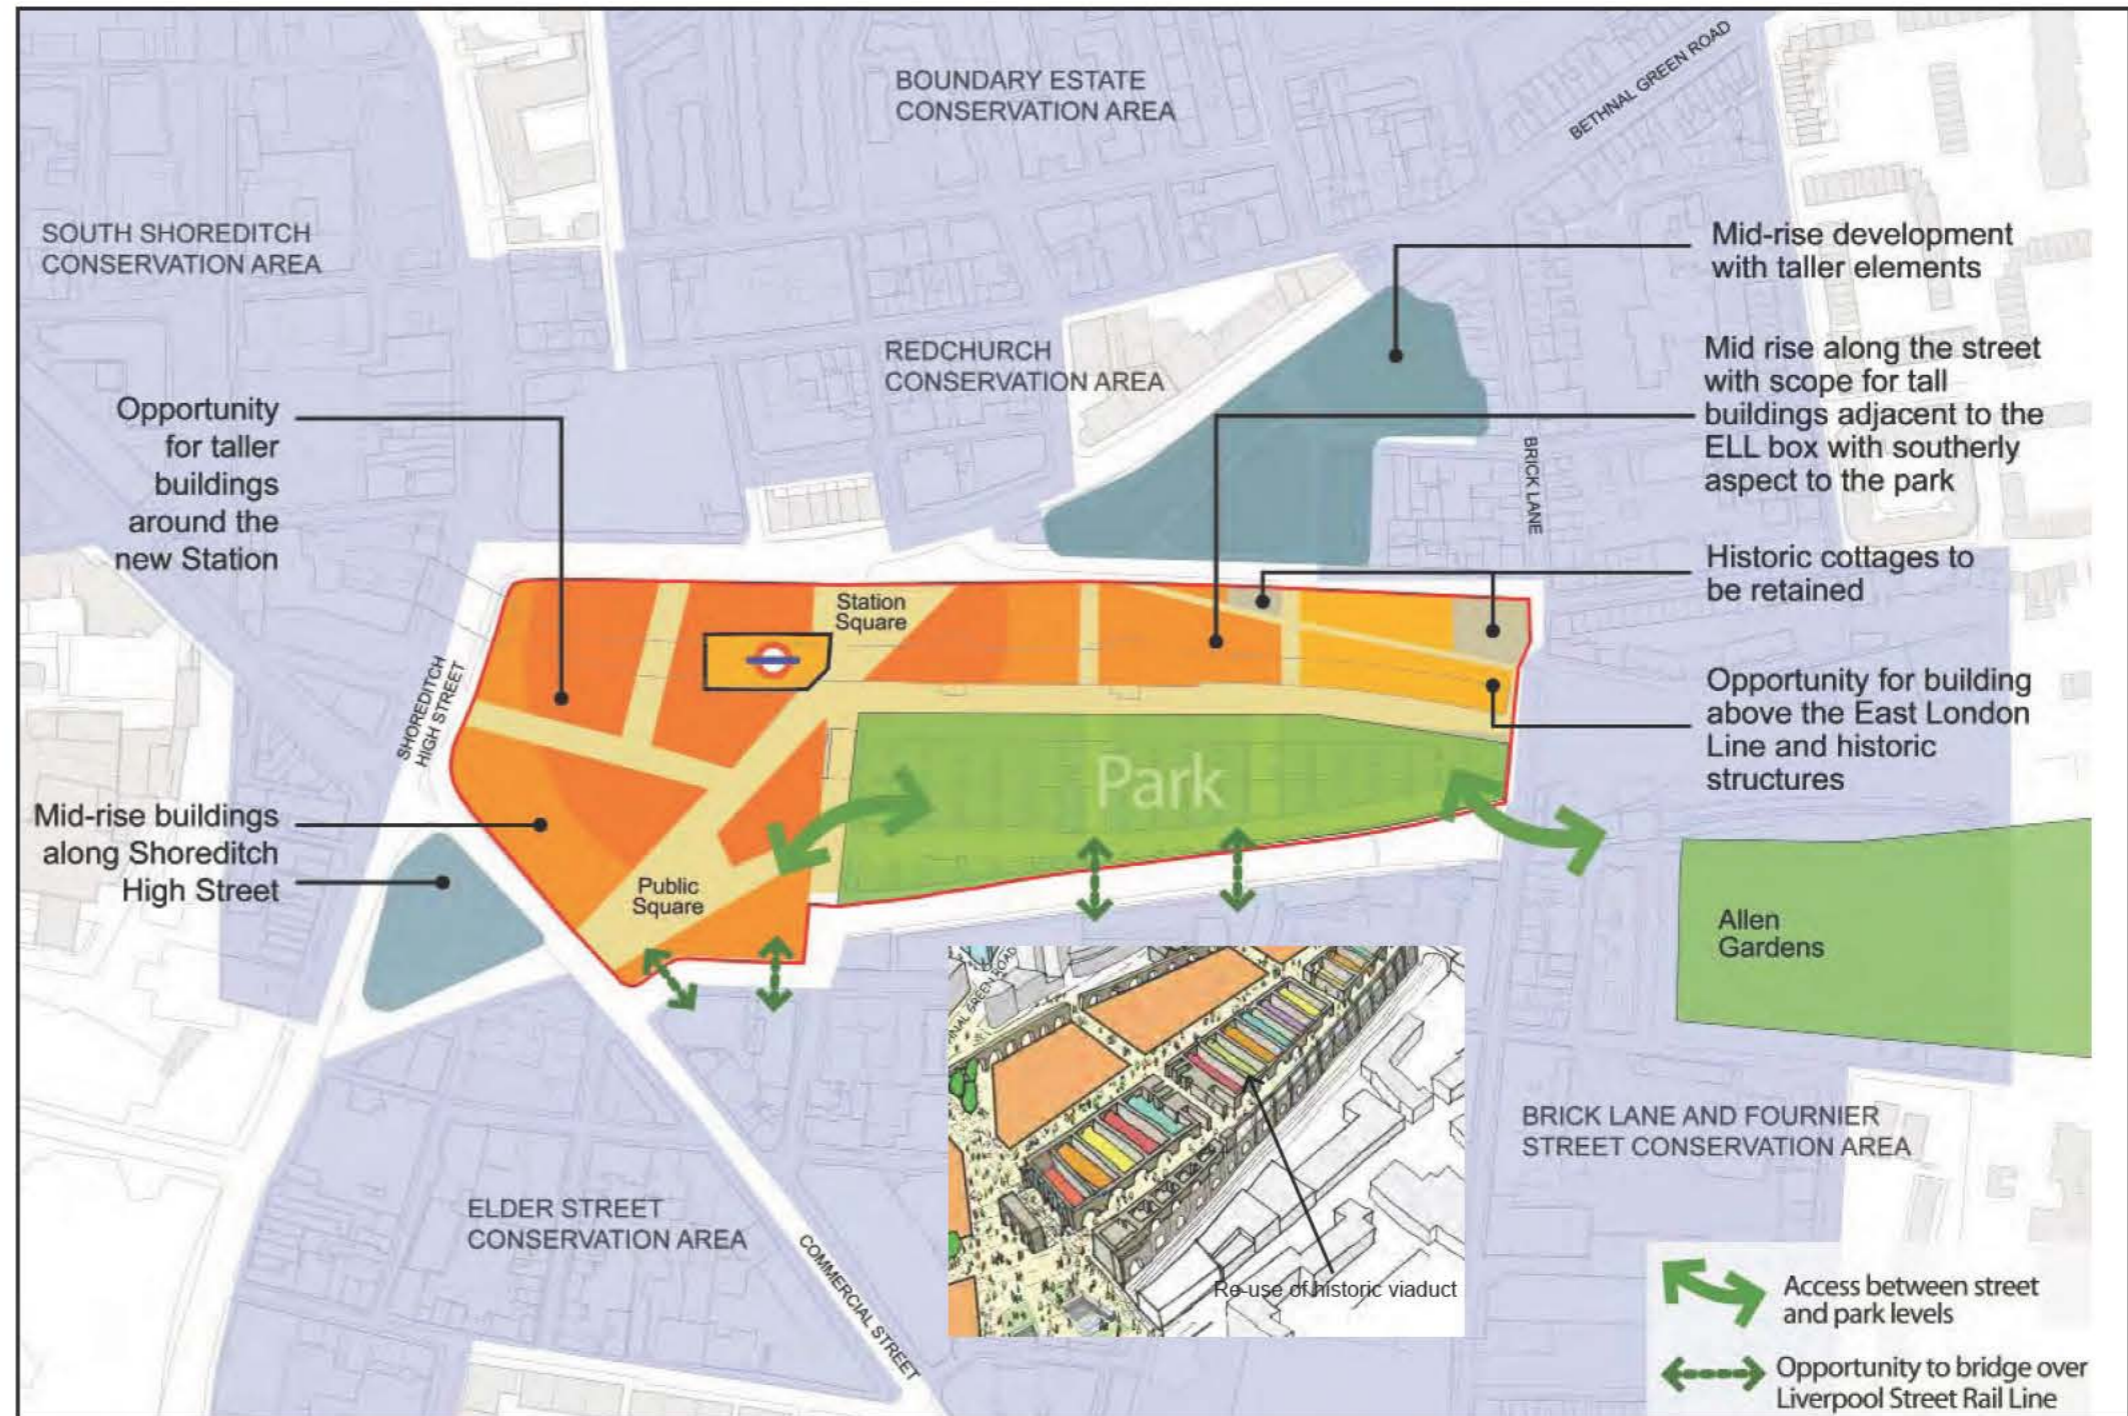 BOUNDARY ESTATE
CONSERVATION AREA
BETHNAL GREEN ROAD
SOUTH SHOREDITCH
CONSERVATION AREA
Mid-rise development
with taller elements
REDCHURCH
CONSERVATION AREA
Mid rise along the street
with scope for tall
buildings adjacent to the
ELL box with southerly
aspect to the park
Opportunity
for taller
buildings
around the
new Station
BRICK LANE
Historic cottages to
be retained
Station
Square
SHOREDITCH
HIGH STREET
Opportunity for building
above the East London
Line and historic
structures
Park
Mid-rise buildings
along Shoreditch
High Street
Public
Square
Allen
Gardens
NAL GREEN ROAD
Re-use of historic viaduct
BRICK LANE AND FOURNIER
STREET CONSERVATION AREA
ELDER STREET
CONSERVATION AREA
COMMERCIAL STREET
Access between street
and park levels
Opportunity to bridge over
Liverpool Street Rail Line